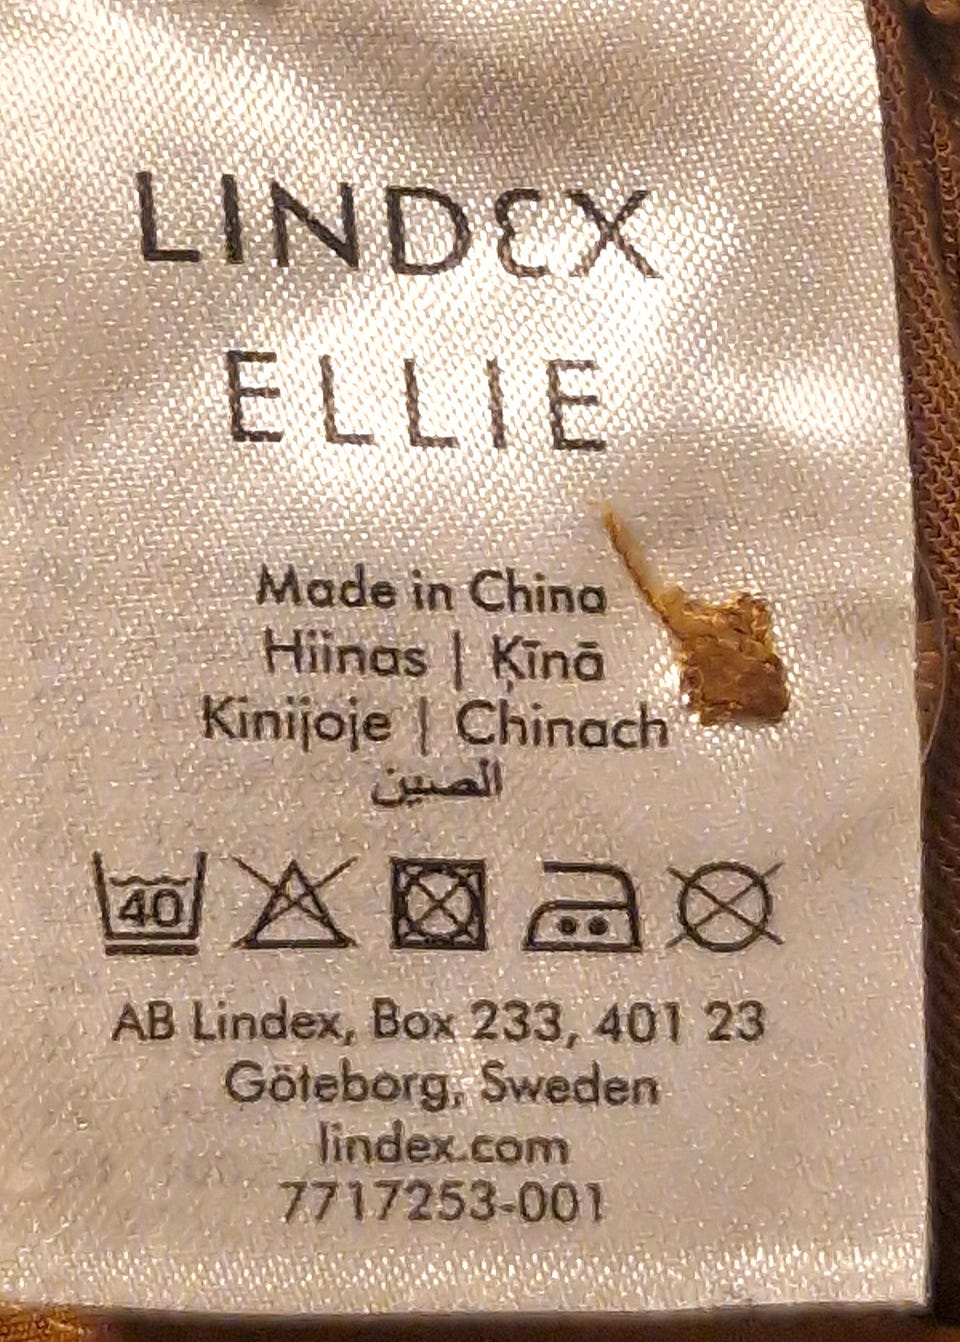 LINDEX
ELLIE
Made in China
Hiinas | Ķīnā
Kinijoje | Chinach
الصين
40
AB Lindex, Box 233, 401 23
Göteborg, Sweden
lindex.com
7717253-001